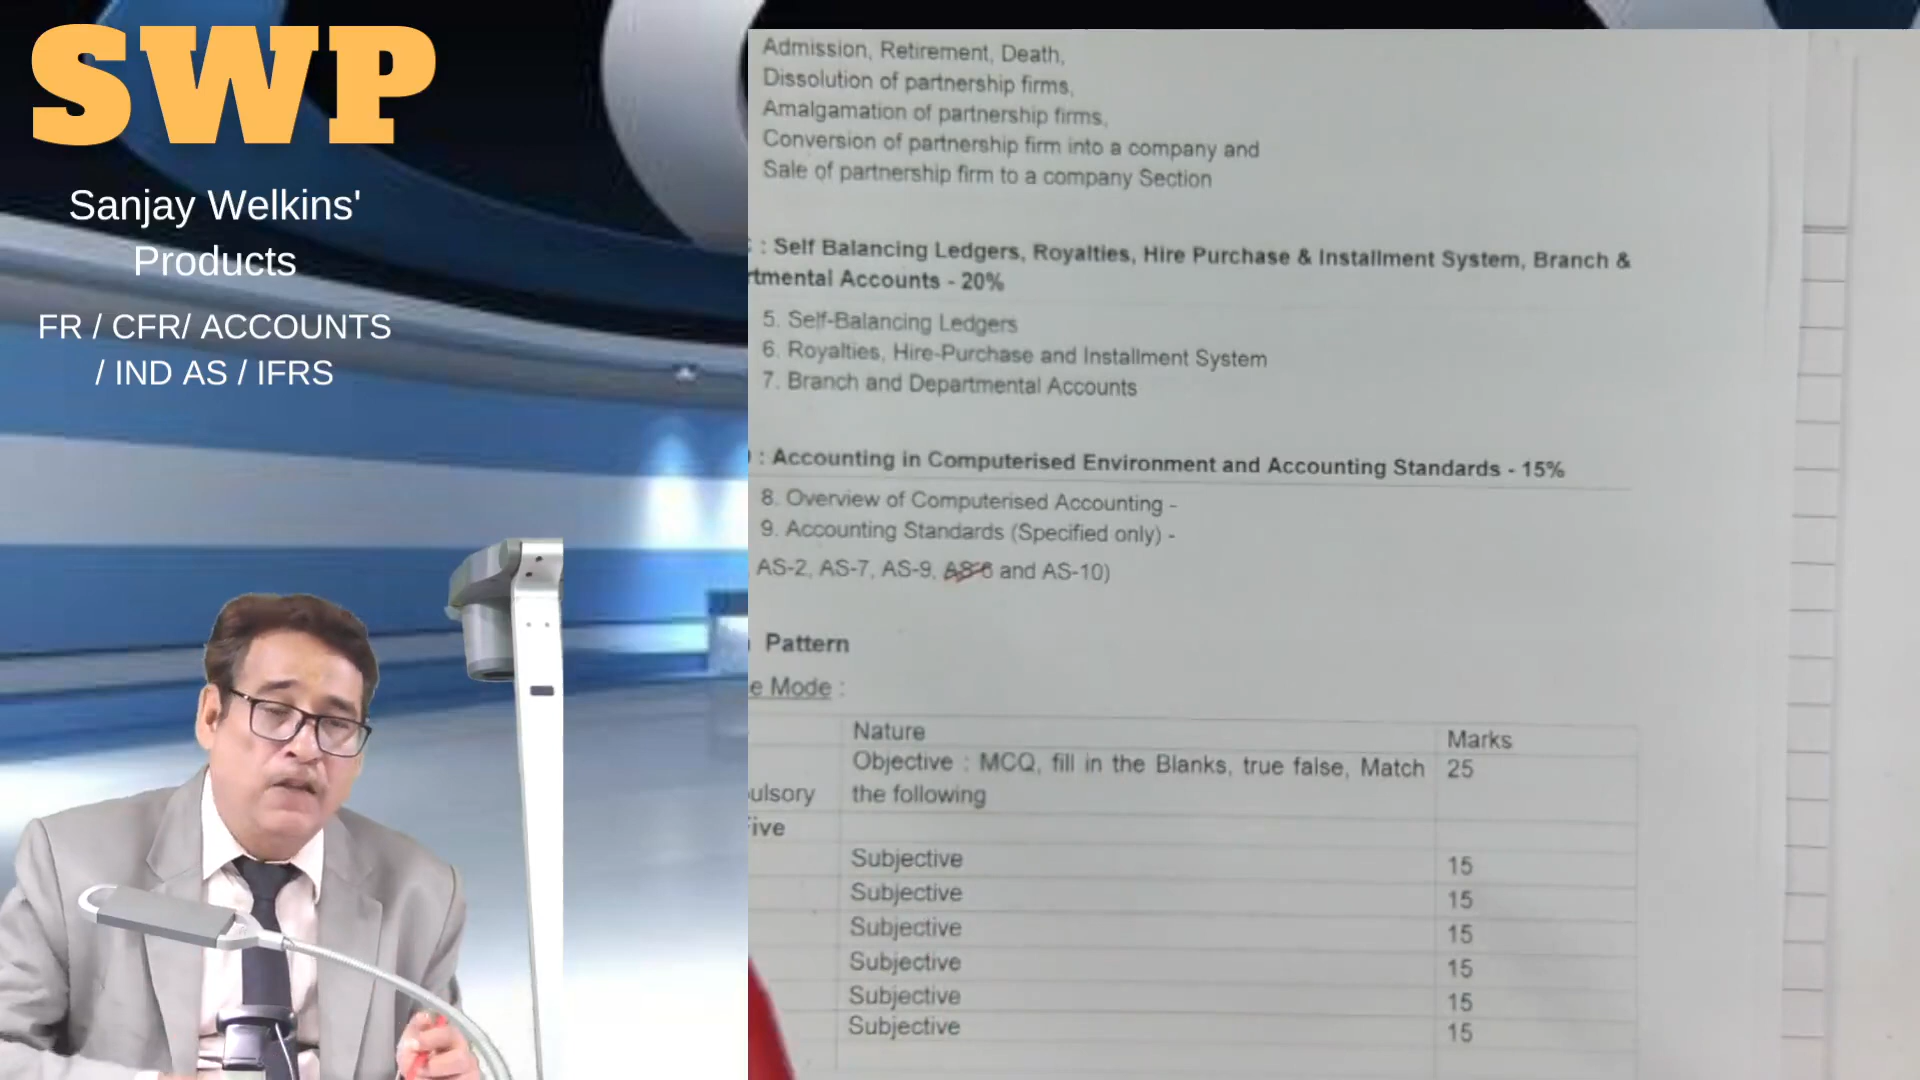 SWP
Sanjay Welkins'
Products
FR / CFR/ ACCOUNTS
/ IND AS / IFRS
Admission, Retirement, Death,
Dissolution of partnership firms,
Amalgamation of partnership firms,
Conversion of partnership firm into a company and
Sale of partnership firm to a company Section
: Self Balancing Ledgers, Royalties, Hire Purchase & Installment System, Branch &
rtmental Accounts - 20%
5. Self-Balancing Ledgers
6. Royalties, Hire-Purchase and Installment System
7. Branch and Departmental Accounts
: Accounting in Computerised Environment and Accounting Standards - 15%
8. Overview of Computerised Accounting -
9. Accounting Standards (Specified only) -
AS-2, AS-7, AS-9, AS-6 and AS-10)
Pattern
e Mode :
Nature Marks
Objective : MCQ, fill in the Blanks, true false, Match 25
ulsory the following
ive
Subjective 15
Subjective 15
Subjective 15
Subjective 15
Subjective 15
Subjective 15